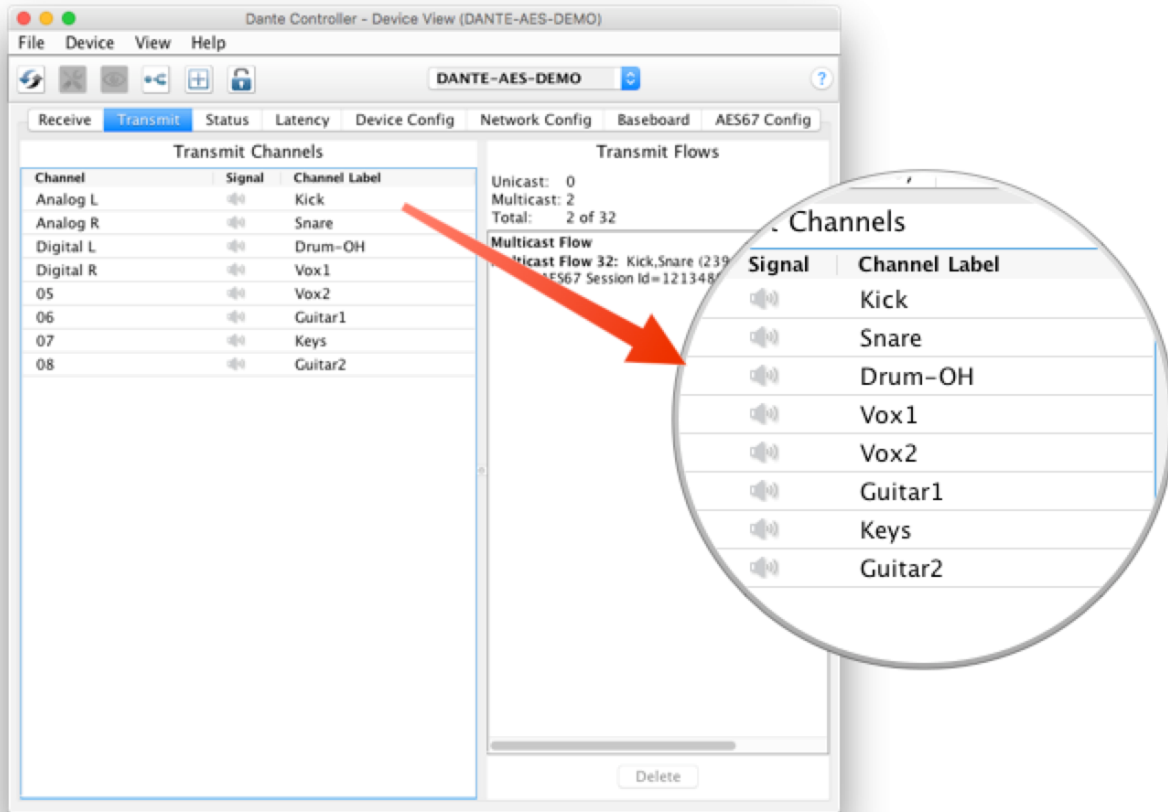 Dante Controller - Device View (DANTE-AES-DEMO)
File Device View Help
DANTE-AES-DEMO
?
Receive Transmit Status Latency Device Config Network Config Baseboard AES67 Config
Transmit Channels
Channel Signal Channel Label
Analog L Kick
Analog R Snare
Digital L Drum-OH
Digital R Vox1
05 Vox2
06 Guitar1
07 Keys
08 Guitar2
Transmit Flows
Unicast: 0
Multicast: 2
Total: 2 of 32
Multicast Flow
Flow 32: Kick,Snare (239
AES67 Session Id=121348
Delete
Channels
Signal Channel Label
Kick
Snare
Drum-OH
Vox1
Vox2
Guitar1
Keys
Guitar2